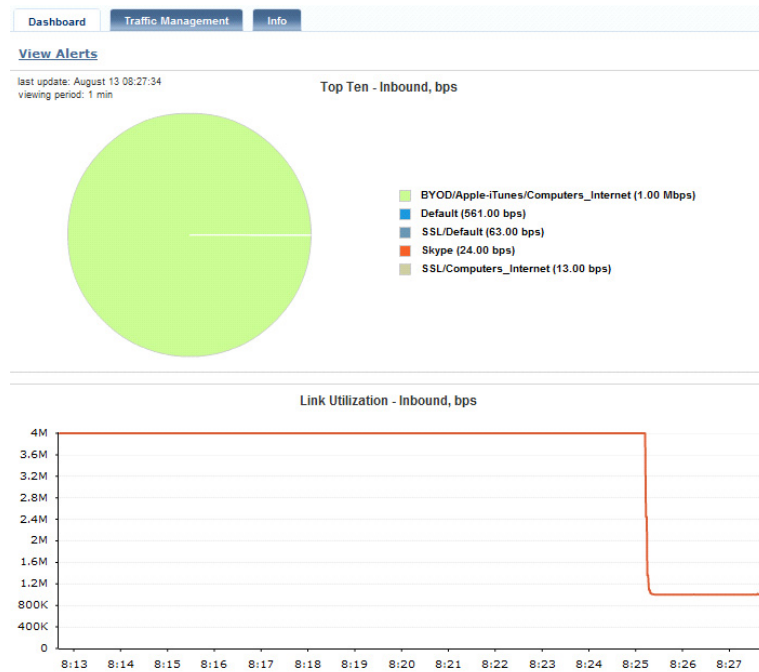 Dashboard Traffic Management Info
View Alerts
last update: August 13 08:27:34
viewing period: 1 min
Top Ten - Inbound, bps
BYOD/Apple-iTunes/Computers_Internet (1.00 Mbps)
Default (561.00 bps)
SSL/Default (63.00 bps)
Skype (24.00 bps)
SSL/Computers_Internet (13.00 bps)
Link Utilization - Inbound, bps
4M
3.6M
3.2M
2.8M
2.4M
2M
1.6M
1.2M
800K
400K
0
8:13 8:14 8:15 8:16 8:17 8:18 8:19 8:20 8:21 8:22 8:23 8:24 8:25 8:26 8:27